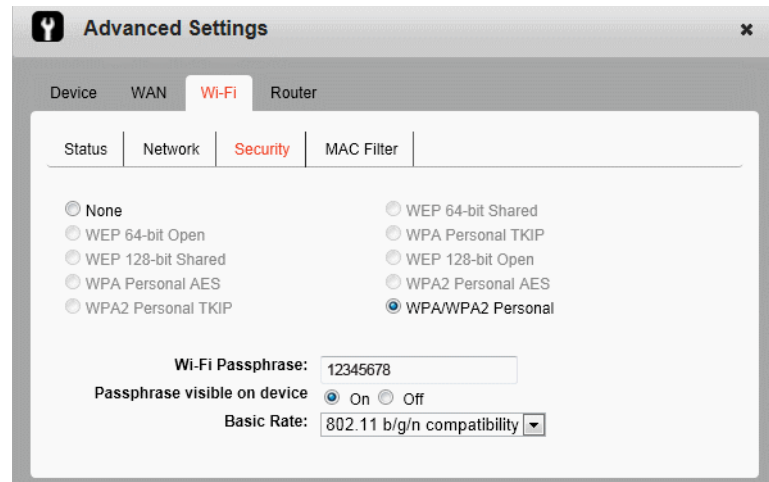 Advanced Settings
Device WAN Wi-Fi Router
Status Network Security MAC Filter
None WEP 64-bit Shared
WEP 64-bit Open WPA Personal TKIP
WEP 128-bit Shared WEP 128-bit Open
WPA Personal AES WPA2 Personal AES
WPA2 Personal TKIP WPA/WPA2 Personal
Wi-Fi Passphrase: 12345678
Passphrase visible on device On Off
Basic Rate: 802.11 b/g/n compatibility